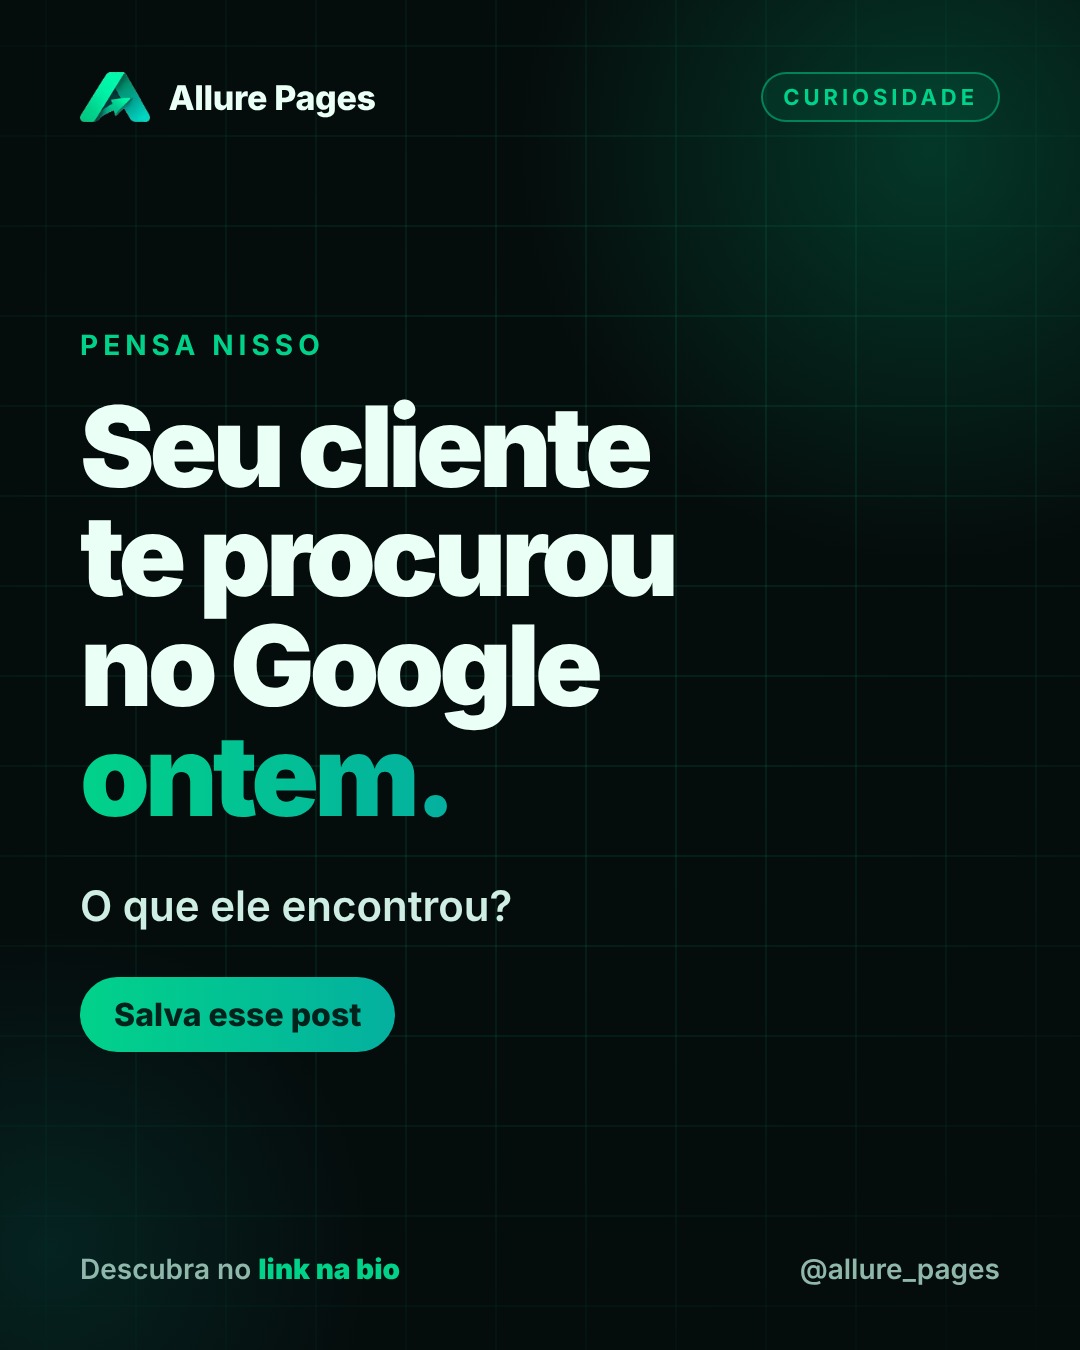 Allure Pages
CURIOSIDADE
PENSA NISSO
Seu cliente
te procurou
no Google
ontem.
O que ele encontrou?
Salva esse post
Descubra no link na bio
@allure_pages